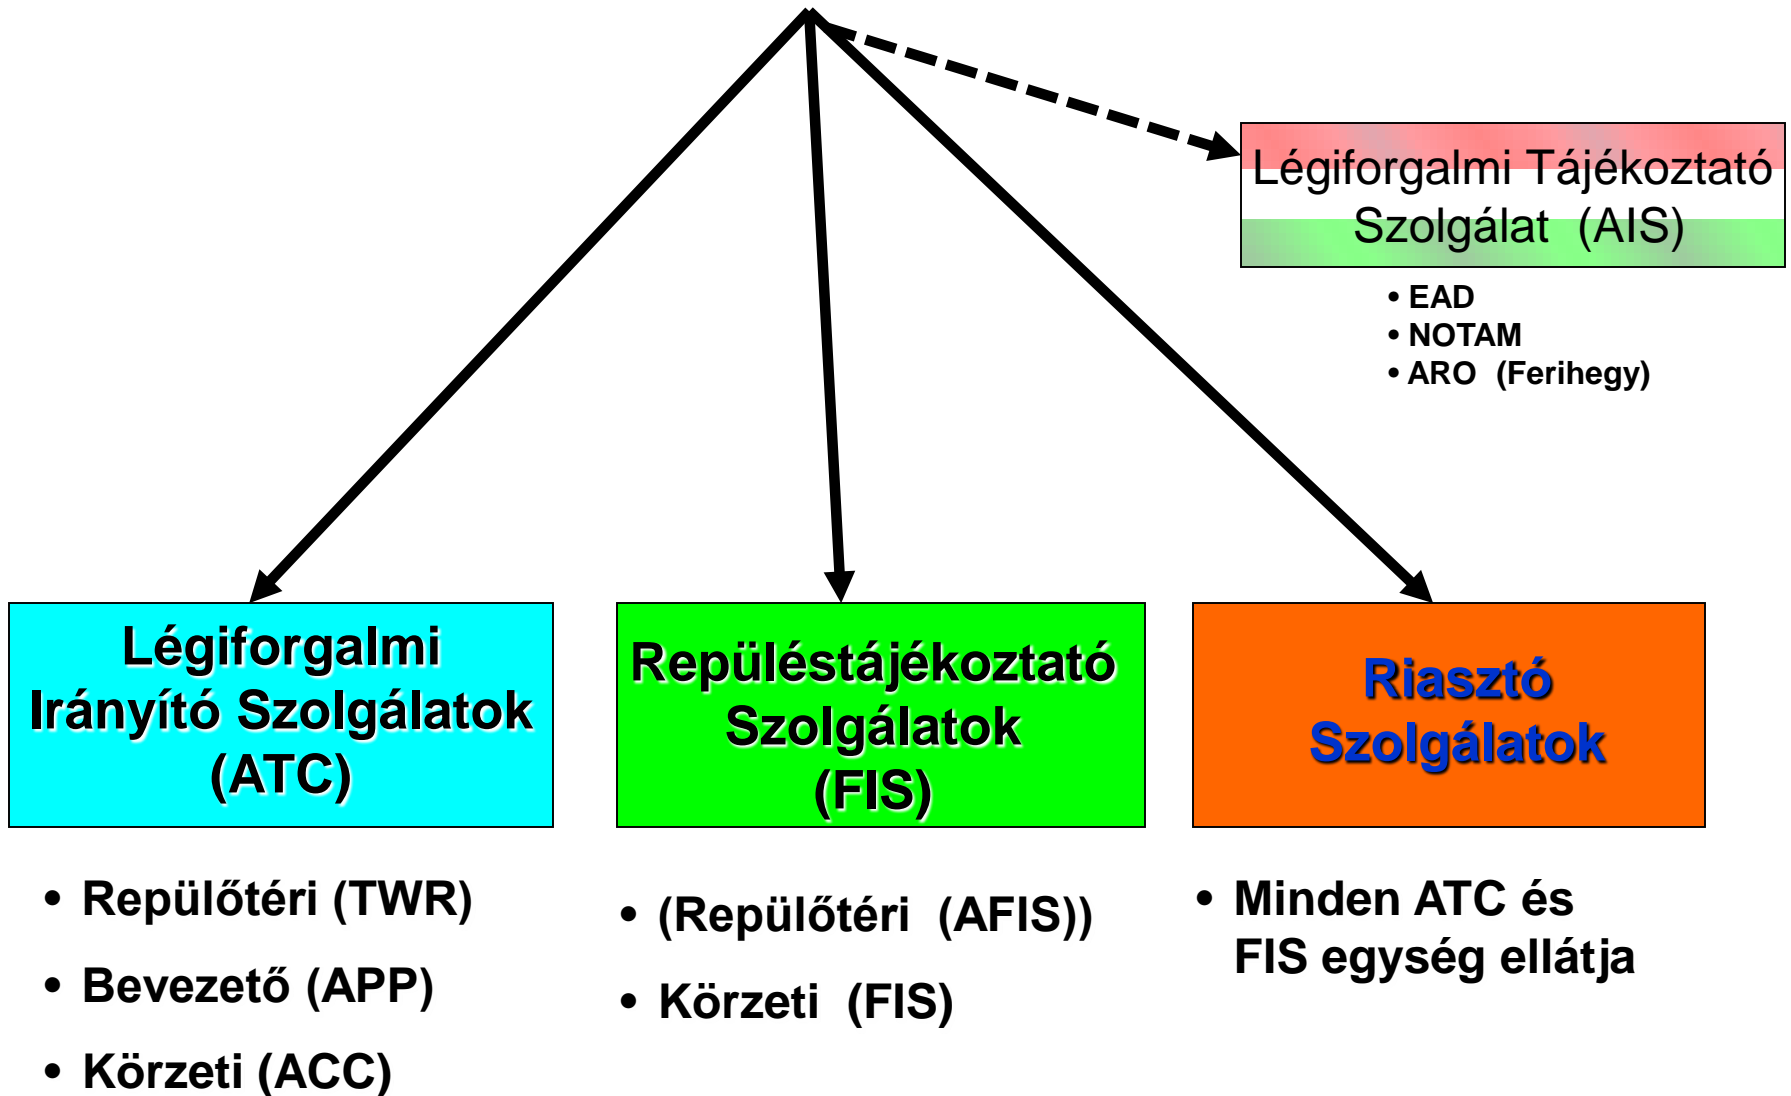 Légiforgalmi Tájékoztató
Szolgálat (AIS)
• EAD
• NOTAM
• ARO (Ferihegy)
Légiforgalmi
Irányító Szolgálatok
(ATC)
• Repülőtéri (TWR)
• Bevezető (APP)
• Körzeti (ACC)
Repüléstájékoztató
Szolgálatok
(FIS)
• (Repülőtéri (AFIS))
• Körzeti (FIS)
Riasztó
Szolgálatok
• Minden ATC és
FIS egység ellátja